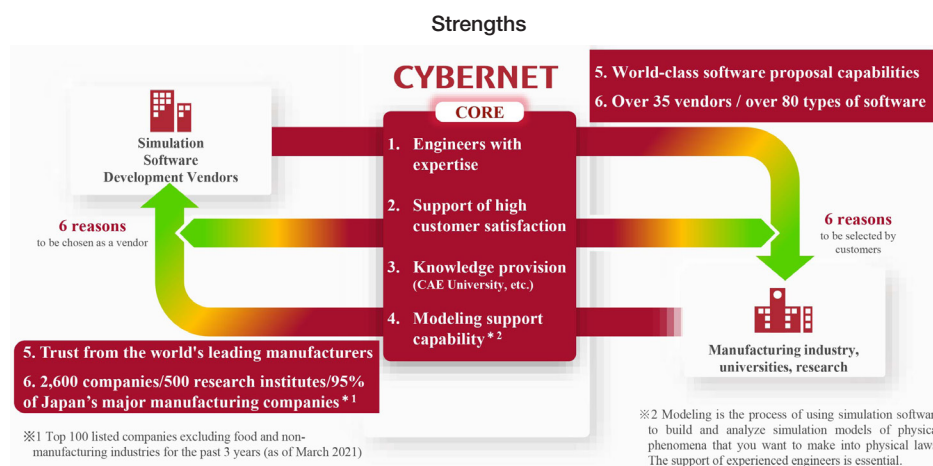 Strengths
CYBERNET
CORE
1. Engineers with
expertise
2. Support of high
customer satisfaction
3. Knowledge provision
(CAE University, etc.)
4. Modeling support
capability*2
5. World-class software proposal capabilities
6. Over 35 vendors / over 80 types of software
Simulation
Software
Development Vendors
6 reasons
to be chosen as a vendor
6 reasons
to be selected by
customers
Manufacturing industry,
universities, research
5. Trust from the world's leading manufacturers
6. 2,600 companies/500 research institutes/95%
of Japan's major manufacturing companies*1
※1 Top 100 listed companies excluding food and non-
manufacturing industries for the past 3 years (as of March 2021)
※2 Modeling is the process of using simulation softwar
to build and analyze simulation models of physica
phenomena that you want to make into physical law
The support of experienced engineers is essential.